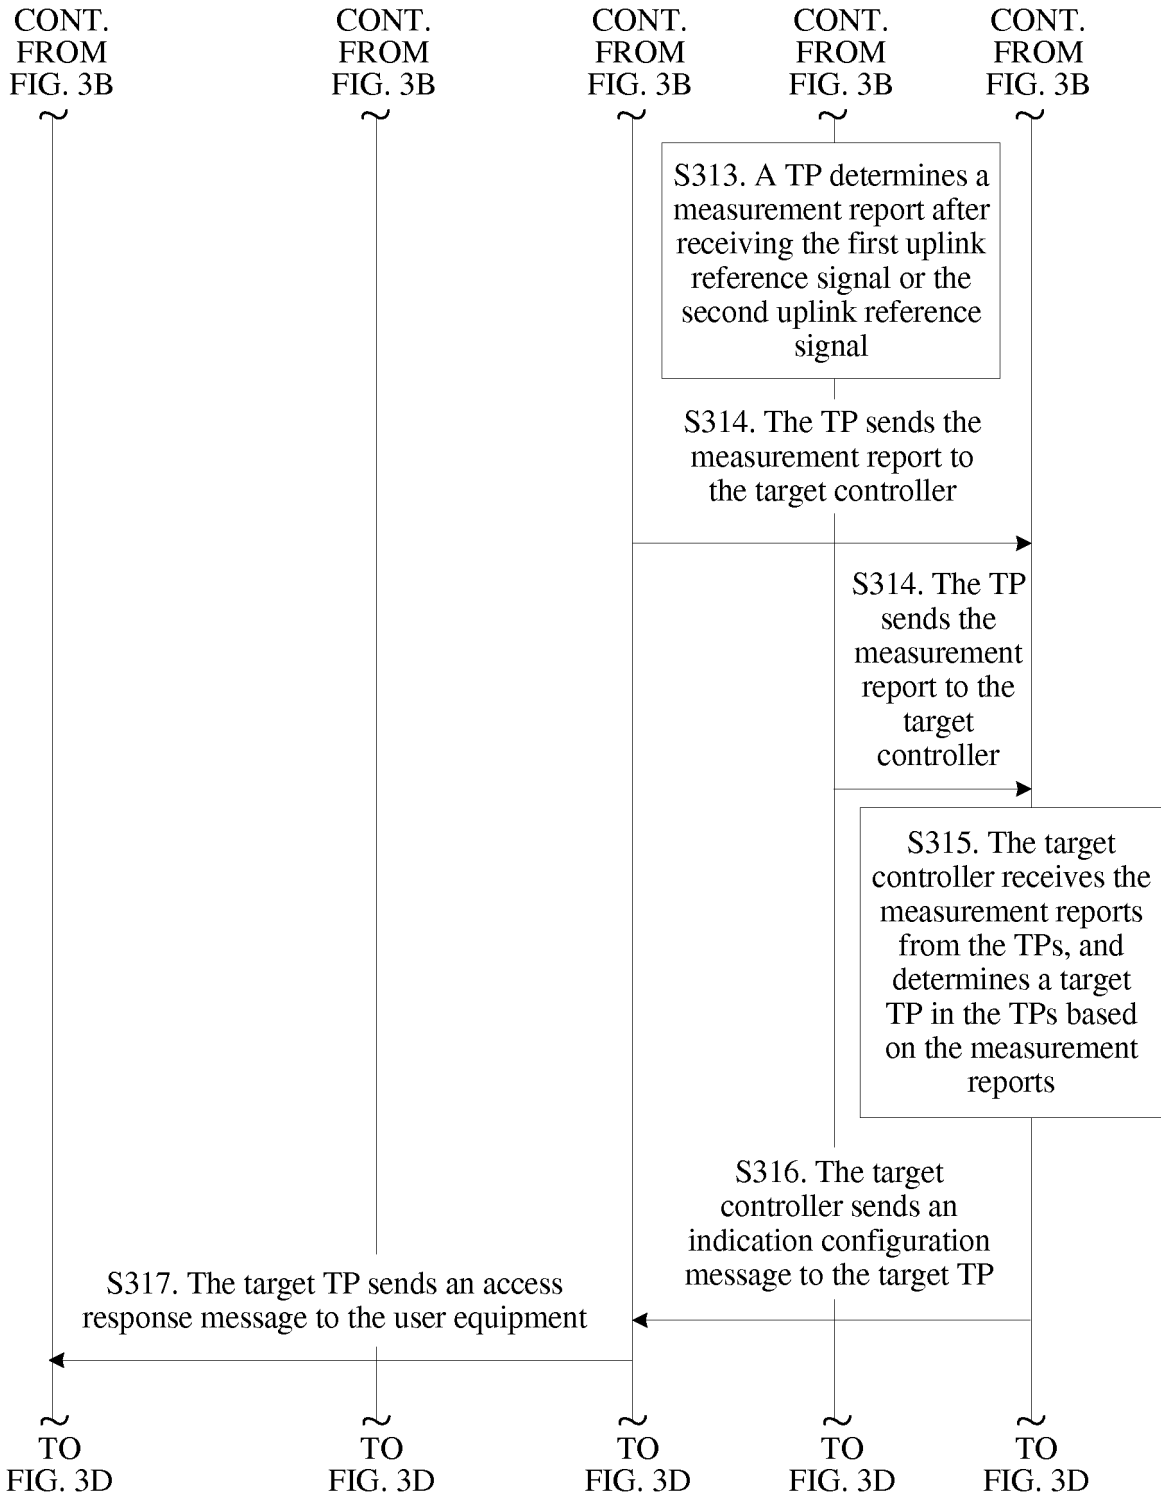 CONT. FROM FIG. 3B
CONT. FROM FIG. 3B
CONT. FROM FIG. 3B
CONT. FROM FIG. 3B
CONT. FROM FIG. 3B
S313. A TP determines a
measurement report after
receiving the first uplink
reference signal or the
second uplink reference
signal
S314. The TP sends the
measurement report to
the target controller
S314. The TP
sends the
measurement
report to the
target
controller
S315. The target
controller receives the
measurement reports
from the TPs, and
determines a target
TP in the TPs based
on the measurement
reports
S316. The target
controller sends an
indication configuration
message to the target TP
S317. The target TP sends an access
response message to the user equipment
TO FIG. 3D
TO FIG. 3D
TO FIG. 3D
TO FIG. 3D
TO FIG. 3D